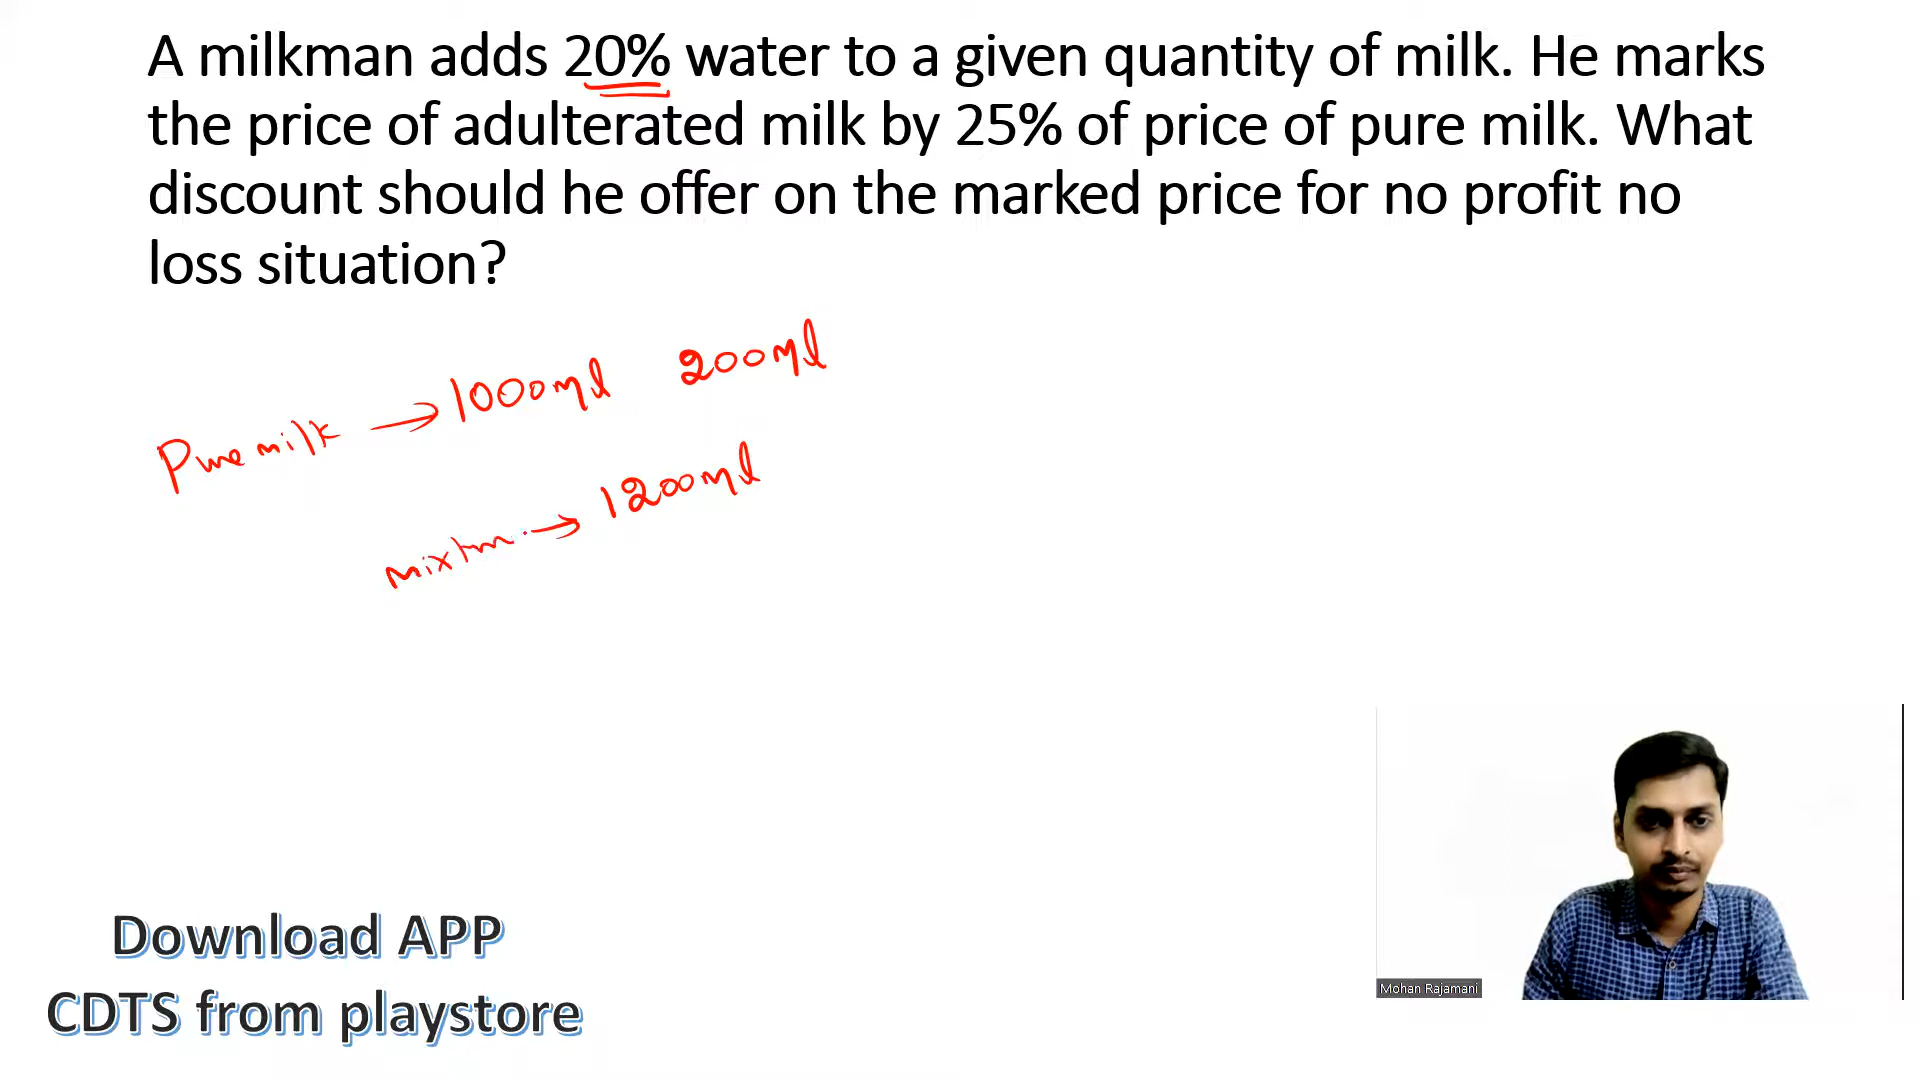 A milkman adds 20% water to a given quantity of milk. He marks
the price of adulterated milk by 25% of price of pure milk. What
discount should he offer on the marked price for no profit no
loss situation?
Pure milk → 1000ml 200ml
→ 1200ml
Download APP
CDTS from playstore
Mohan Rajamani